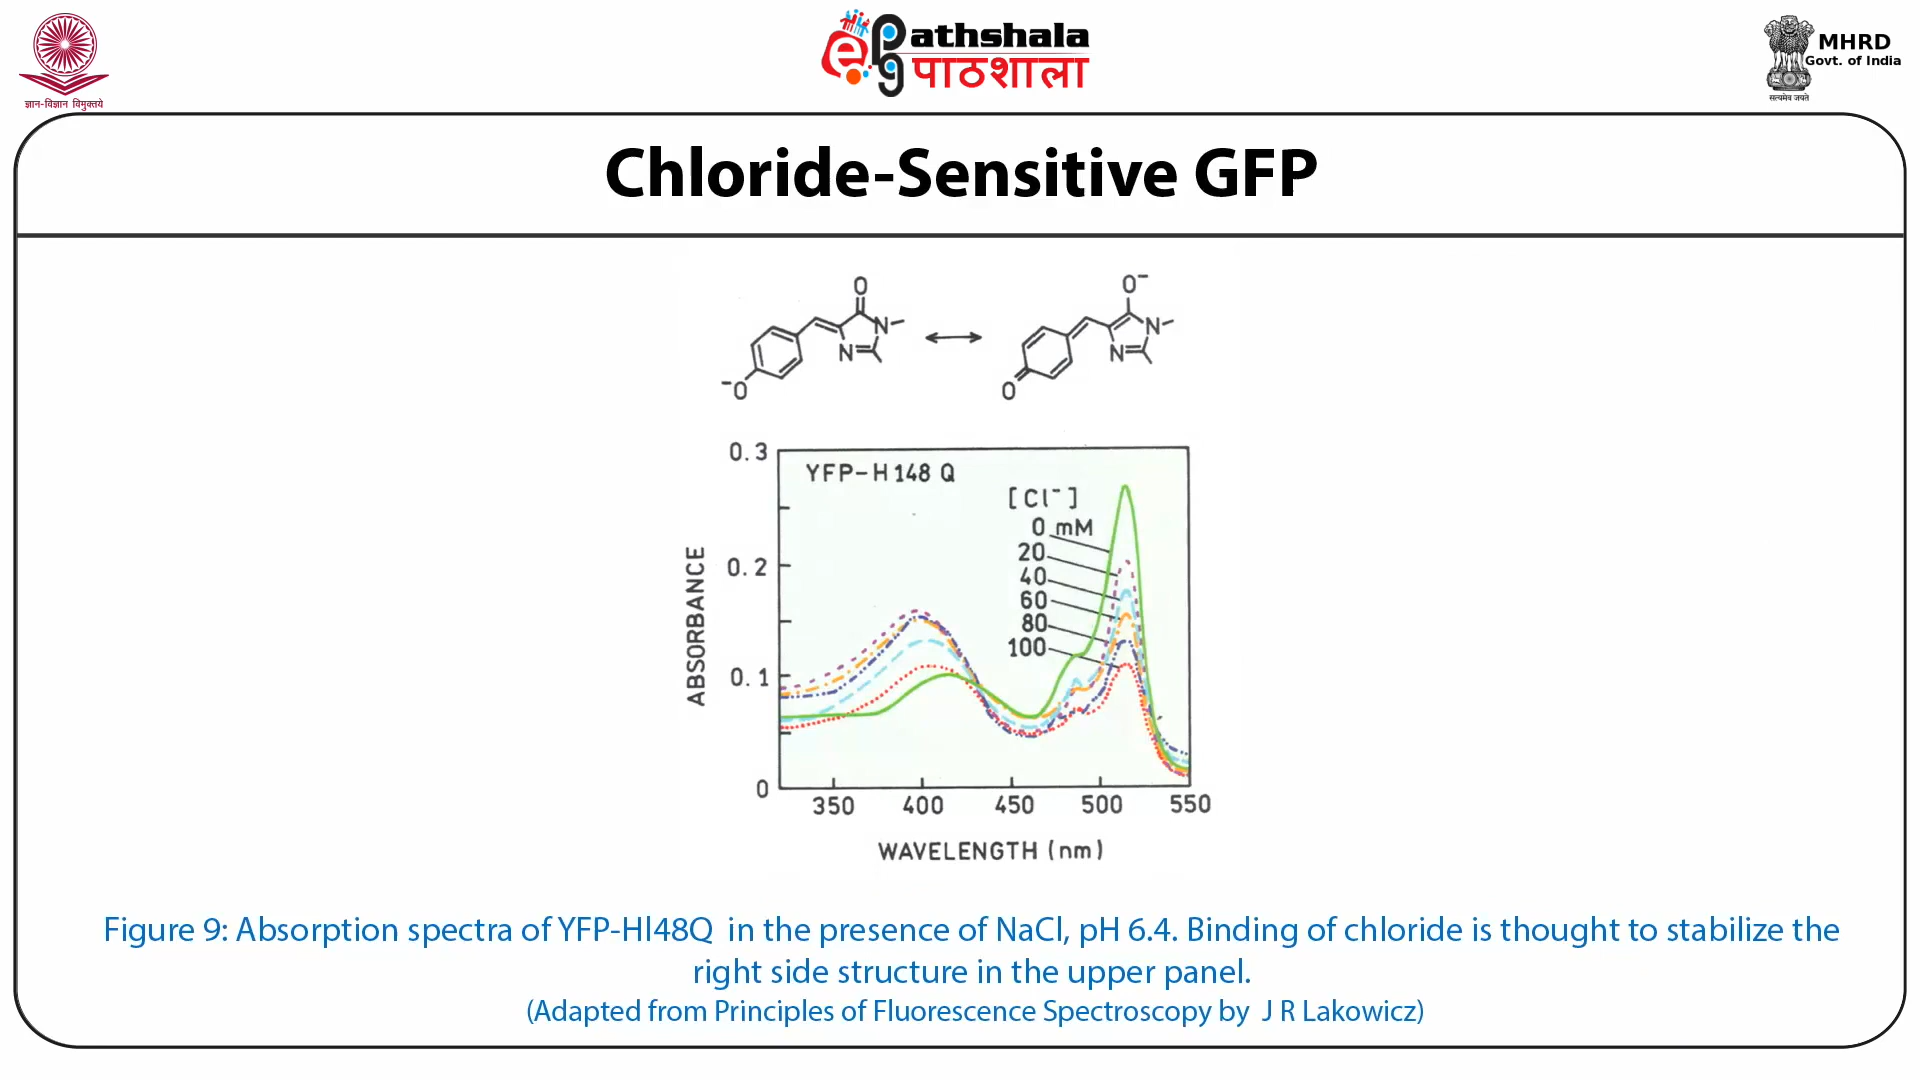 ज्ञान-विज्ञान विमुक्तये
ePathshala
पाठशाला
MHRD
Govt. of India
सत्यमेव जयते
Chloride-Sensitive GFP
O
N
N
⁻O
O⁻
N
N
O
0.3
YFP-H148Q
[Cl⁻]
0 mM
20
40
60
80
100
0.2
0.1
0
ABSORBANCE
350 400 450 500 550
WAVELENGTH (nm)
Figure 9: Absorption spectra of YFP-Hl48Q in the presence of NaCl, pH 6.4. Binding of chloride is thought to stabilize the
right side structure in the upper panel.
(Adapted from Principles of Fluorescence Spectroscopy by J R Lakowicz)